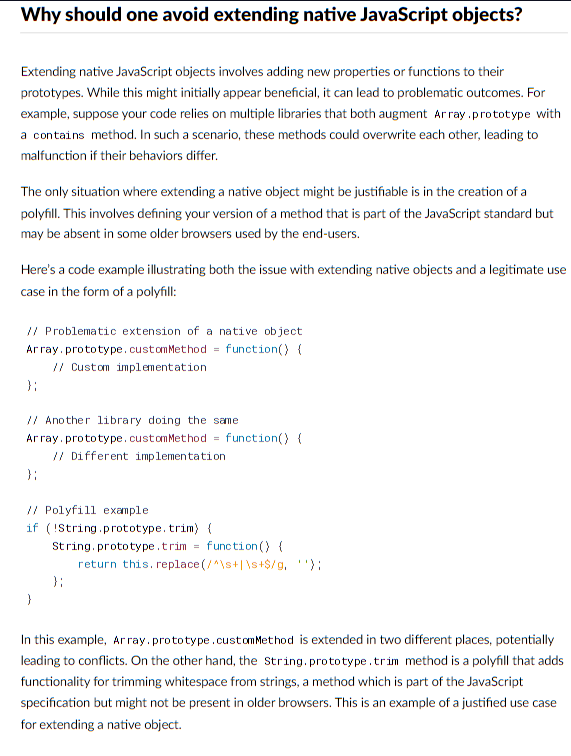 Why should one avoid extending native JavaScript objects?
Extending native JavaScript objects involves adding new properties or functions to their
prototypes. While this might initially appear beneficial, it can lead to problematic outcomes. For
example, suppose your code relies on multiple libraries that both augment Array.prototype with
a contains method. In such a scenario, these methods could overwrite each other, leading to
malfunction if their behaviors differ.
The only situation where extending a native object might be justifiable is in the creation of a
polyfill. This involves defining your version of a method that is part of the JavaScript standard but
may be absent in some older browsers used by the end-users.
Here's a code example illustrating both the issue with extending native objects and a legitimate use
case in the form of a polyfill:
// Problematic extension of a native object
Array.prototype.customMethod = function() {
    // Custom implementation
};
// Another library doing the same
Array.prototype.customMethod = function() {
    // Different implementation
};
// Polyfill example
if (!String.prototype.trim) {
    String.prototype.trim = function() {
        return this.replace(/^\s+|\s+$/g, '');
    };
}
In this example, Array.prototype.customMethod is extended in two different places, potentially
leading to conflicts. On the other hand, the String.prototype.trim method is a polyfill that adds
functionality for trimming whitespace from strings, a method which is part of the JavaScript
specification but might not be present in older browsers. This is an example of a justified use case
for extending a native object.